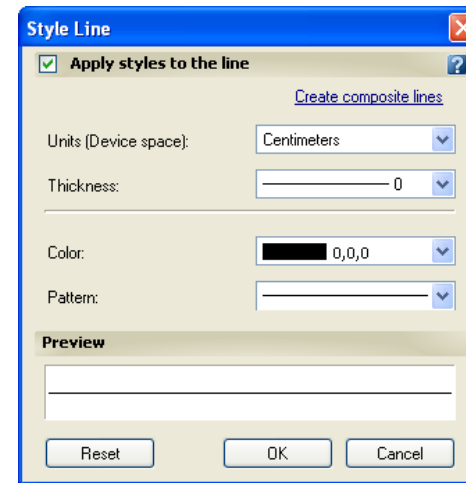 Style Line
Apply styles to the line
?
Create composite lines
Units (Device space): Centimeters
Thickness: 0
Color: 0,0,0
Pattern:
Preview
Reset OK Cancel